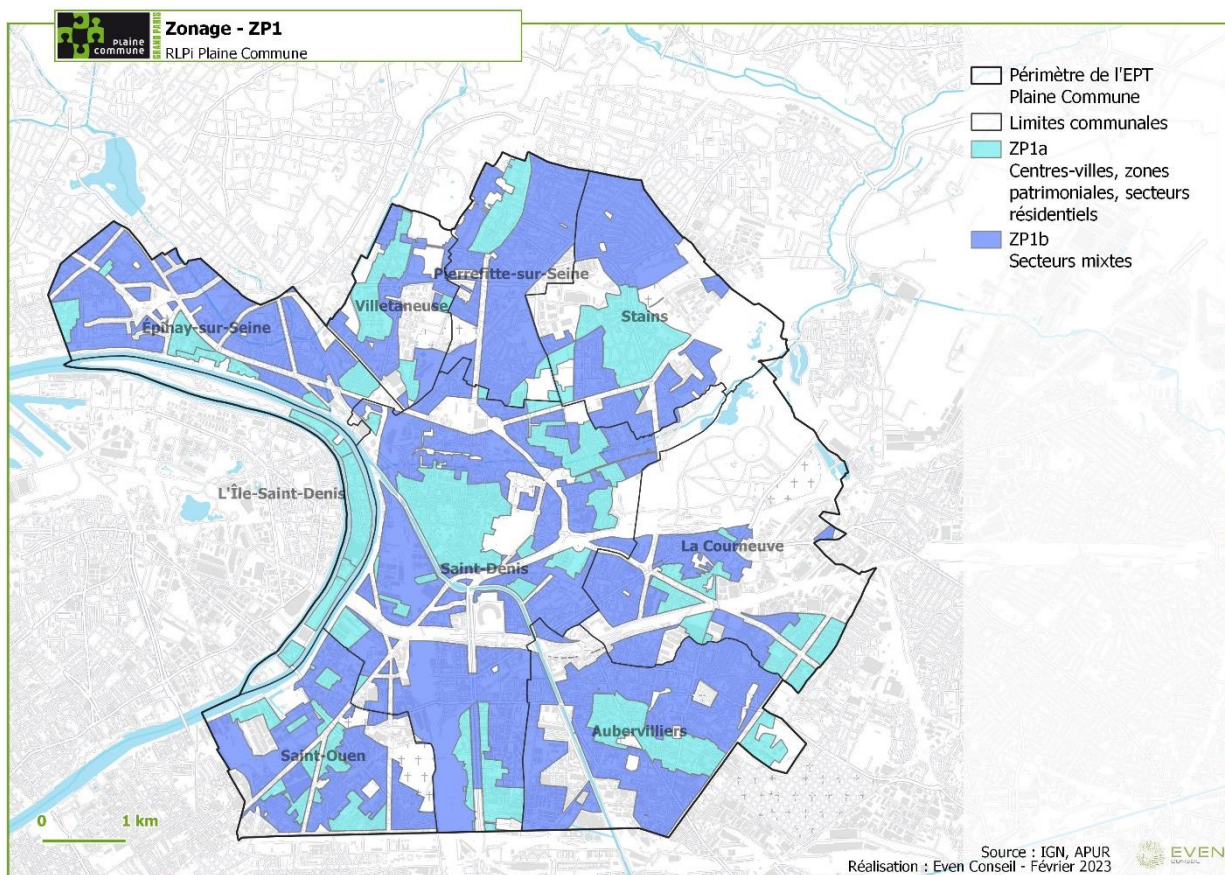 plaine
commune
GRAND PARIS
Zonage - ZP1
RLPi Plaine Commune
Périmètre de l'EPT
Plaine Commune
Limites communales
ZP1a
Centres-villes, zones
patrimoniales, secteurs
résidentiels
ZP1b
Secteurs mixtes
Pierrefitte-sur-Seine
Villetaneuse
Stains
Epinay-sur-Seine
L'Île-Saint-Denis
La Courneuve
Saint-Denis
Aubervilliers
Saint-Ouen
0 1 km
Source : IGN, APUR
Réalisation : Even Conseil - Février 2023
EVEN
CONSEIL